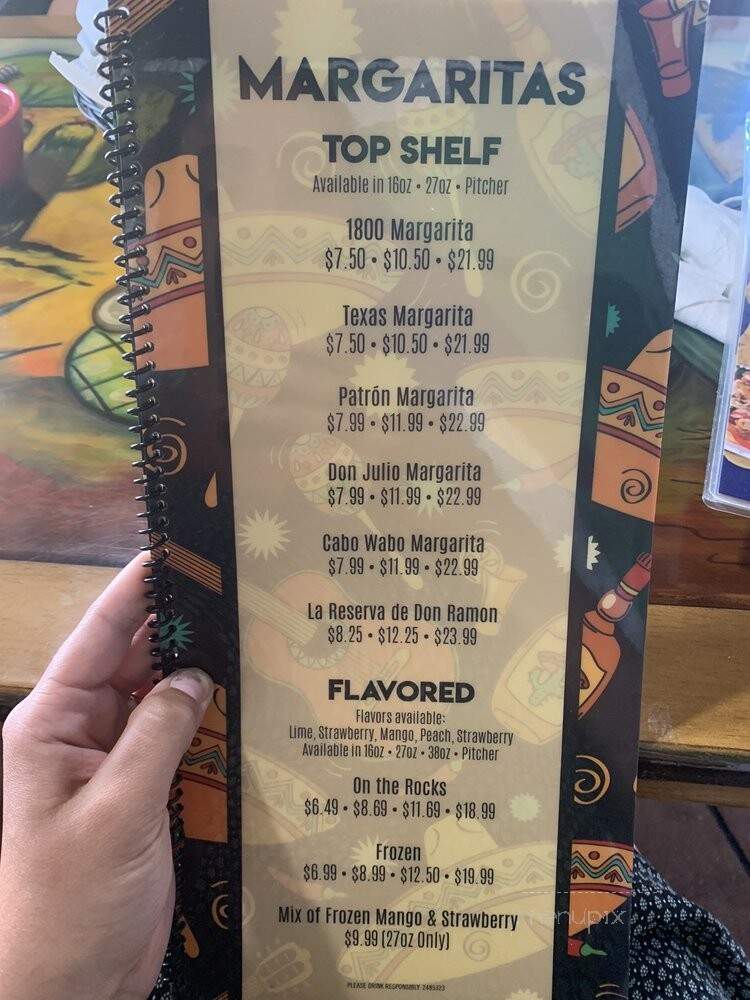 MARGARITAS
TOP SHELF
Available in 16oz • 27oz • Pitcher
1800 Margarita
$7.50 • $10.50 • $21.99
Texas Margarita
$7.50 • $10.50 • $21.99
Patrón Margarita
$7.99 • $11.99 • $22.99
Don Julio Margarita
$7.99 • $11.99 • $22.99
Cabo Wabo Margarita
$7.99 • $11.99 • $22.99
La Reserva de Don Ramon
$8.25 • $12.25 • $23.99
FLAVORED
Flavors available:
Lime, Strawberry, Mango, Peach, Strawberry
Available in 16oz • 27oz • 38oz • Pitcher
On the Rocks
$6.49 • $8.69 • $11.69 • $18.99
Frozen
$6.99 • $8.99 • $12.50 • $19.99
Mix of Frozen Mango & Strawberry
$9.99 (27oz Only)
menupix
PLEASE DRINK RESPONSIBLY 2485323